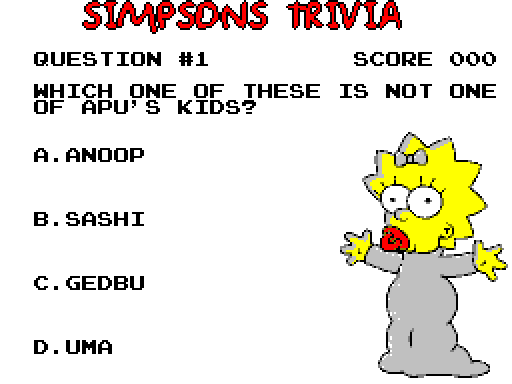 SIMPSONS TRIVIA
QUESTION #1 SCORE 000
WHICH ONE OF THESE IS NOT ONE
OF APU'S KIDS?
A.ANOOP
B.SASHI
C.GEDBU
D.UMA